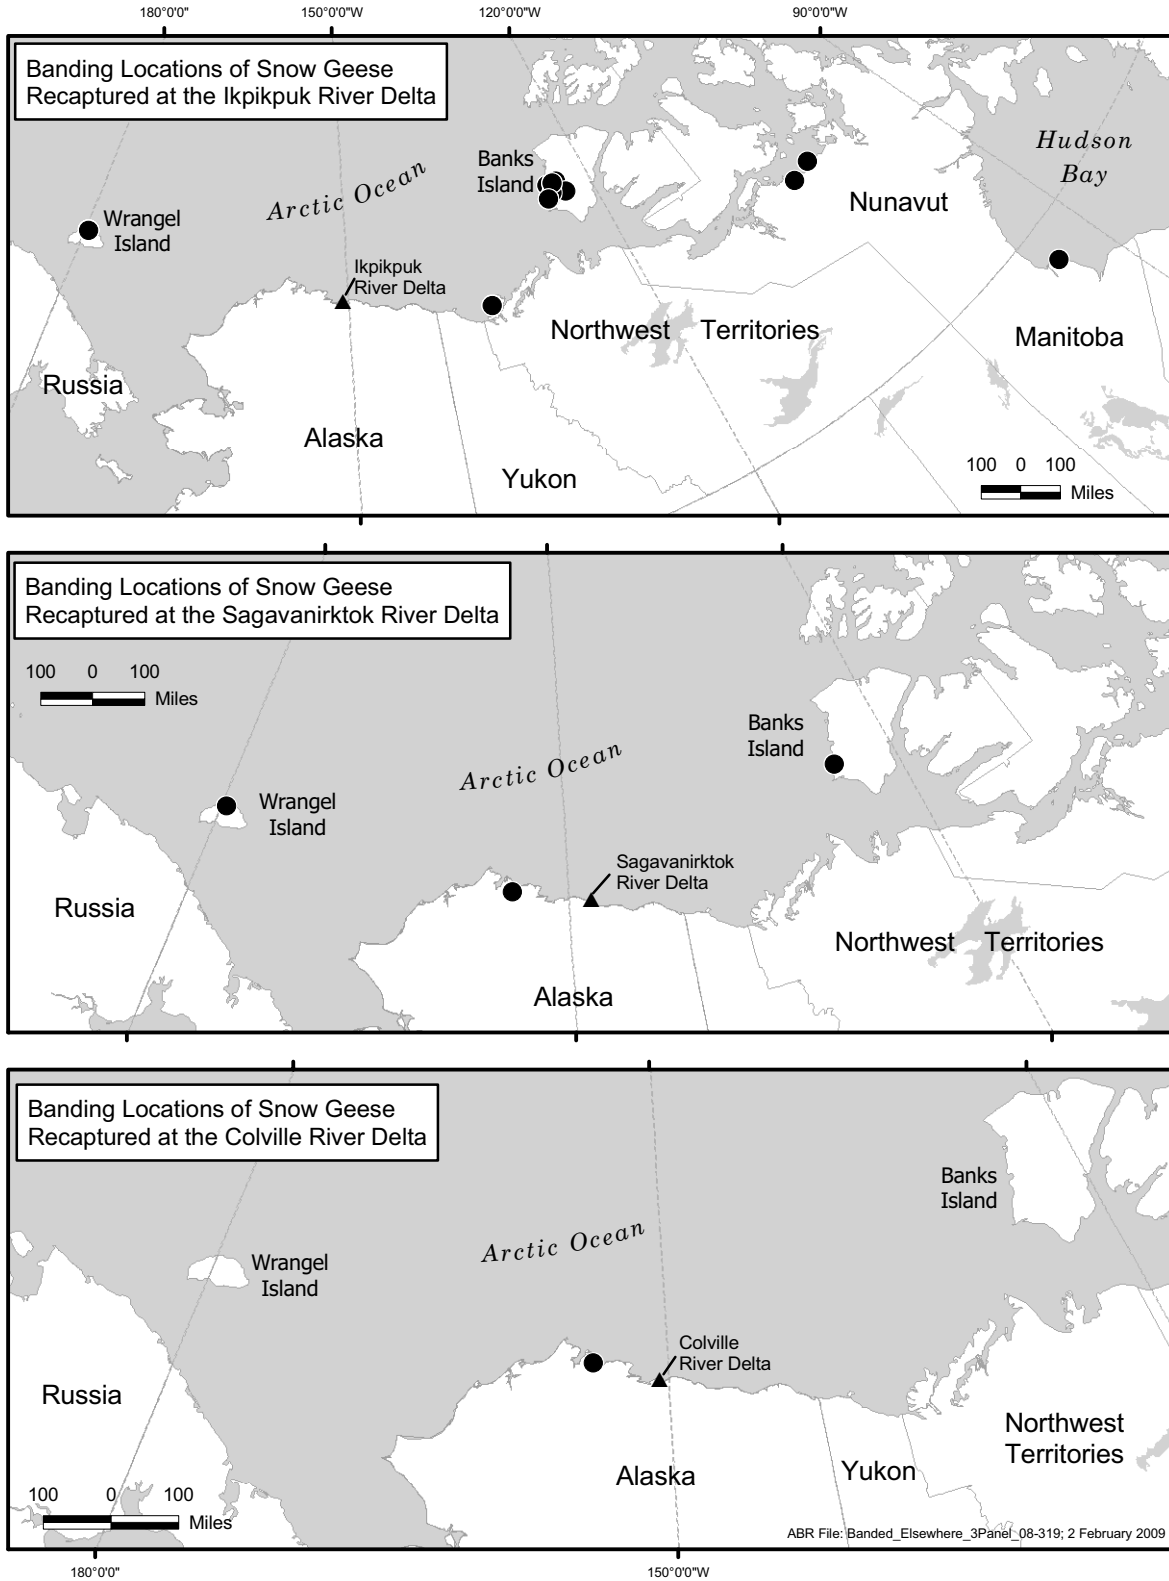 180°0'0"
150°0'0"W
120°0'0"W
90°0'0"W
Banding Locations of Snow Geese
Recaptured at the Ikpikpuk River Delta
Hudson
Bay
Banks
Island
Arctic Ocean
Nunavut
Wrangel
Island
Ikpikpuk
River Delta
Northwest Territories
Manitoba
Russia
Alaska
Yukon
100 0 100
Miles
Banding Locations of Snow Geese
Recaptured at the Sagavanirktok River Delta
100 0 100
Miles
Banks
Island
Arctic Ocean
Wrangel
Island
Sagavanirktok
River Delta
Russia
Northwest Territories
Alaska
Banding Locations of Snow Geese
Recaptured at the Colville River Delta
Banks
Island
Arctic Ocean
Wrangel
Island
Colville
River Delta
Russia
Northwest
Territories
Alaska
Yukon
100 0 100
Miles
ABR File: Banded_Elsewhere_3Panel_08-319; 2 February 2009
180°0'0"
150°0'0"W